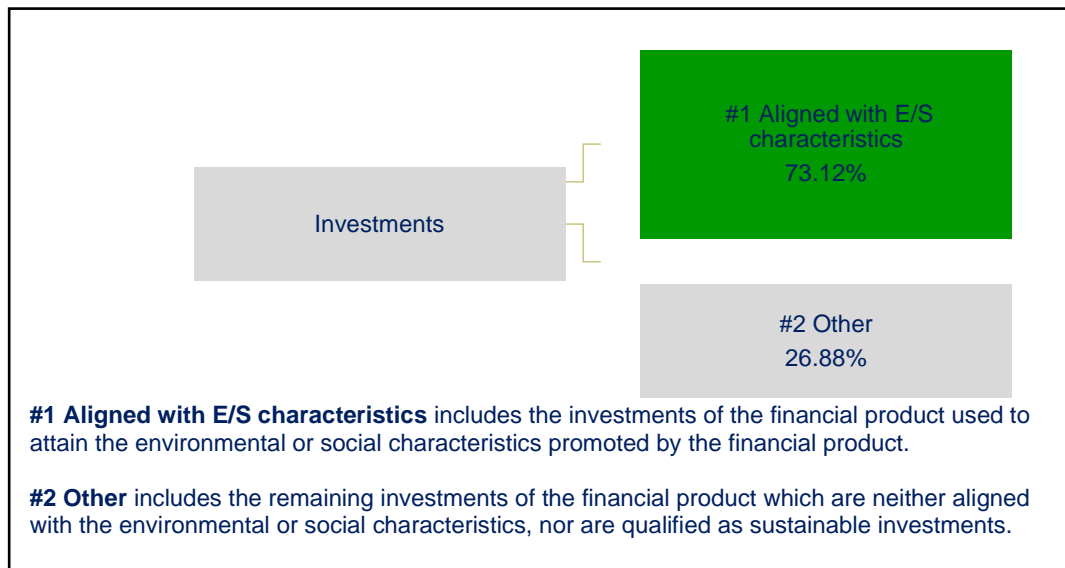 #1 Aligned with E/S
characteristics
73.12%
Investments
#2 Other
26.88%
#1 Aligned with E/S characteristics includes the investments of the financial product used to
attain the environmental or social characteristics promoted by the financial product.
#2 Other includes the remaining investments of the financial product which are neither aligned
with the environmental or social characteristics, nor are qualified as sustainable investments.